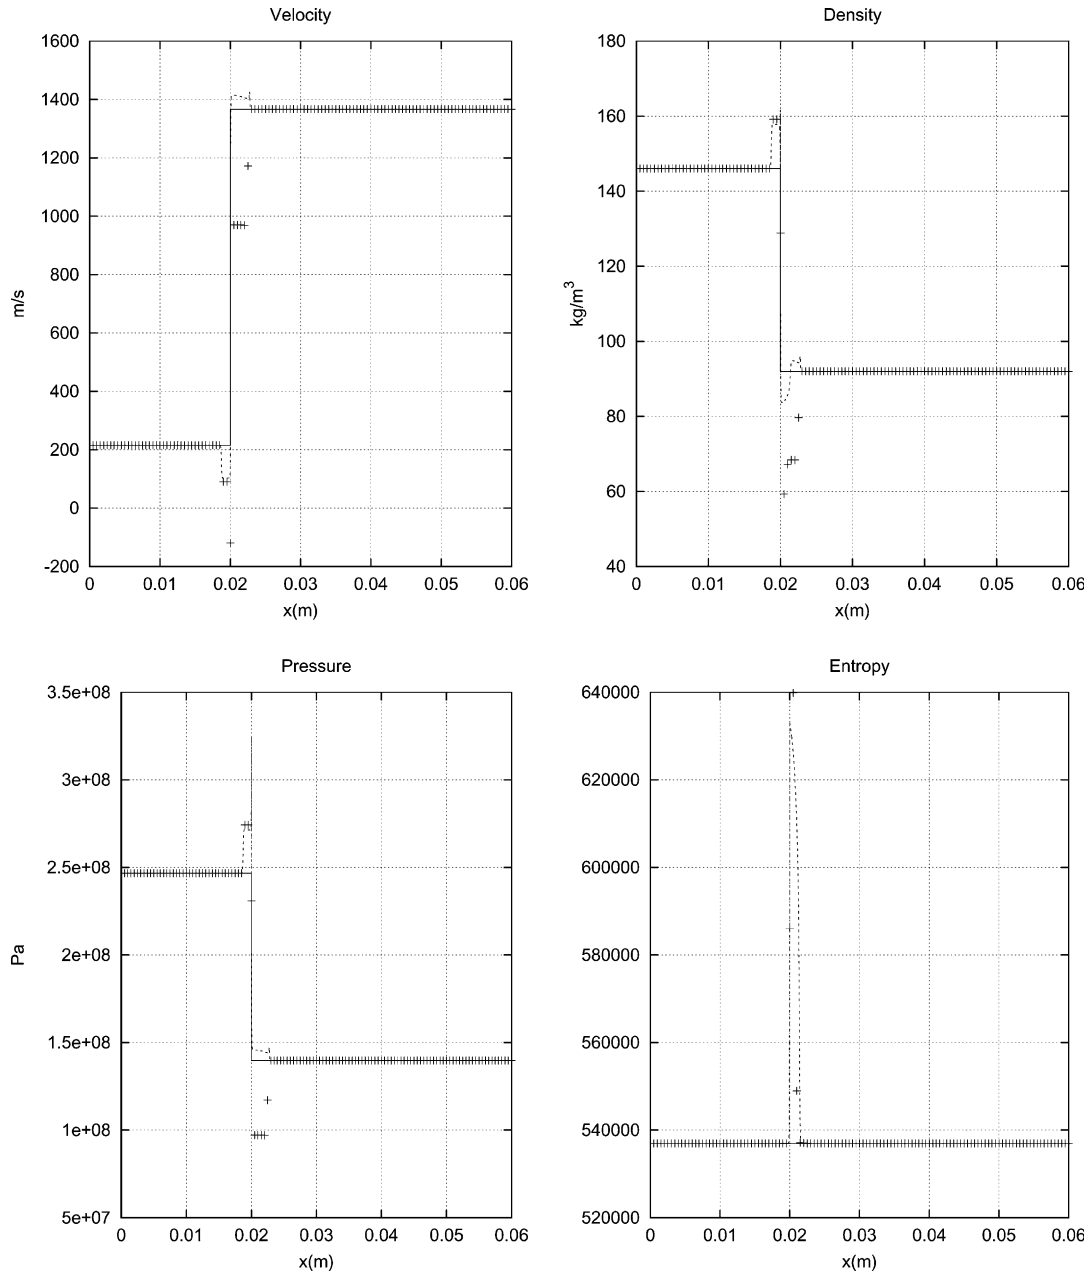 Velocity
1600
1400
1200
1000
800
600
400
200
0
-200
m/s
0 0.01 0.02 0.03 0.04 0.05 0.06
x(m)
Density
180
160
140
120
100
80
60
40
kg/m³
0 0.01 0.02 0.03 0.04 0.05 0.06
x(m)
Pressure
3.5e+08
3e+08
2.5e+08
2e+08
1.5e+08
1e+08
5e+07
Pa
0 0.01 0.02 0.03 0.04 0.05 0.06
x(m)
Entropy
640000
620000
600000
580000
560000
540000
520000
0 0.01 0.02 0.03 0.04 0.05 0.06
x(m)